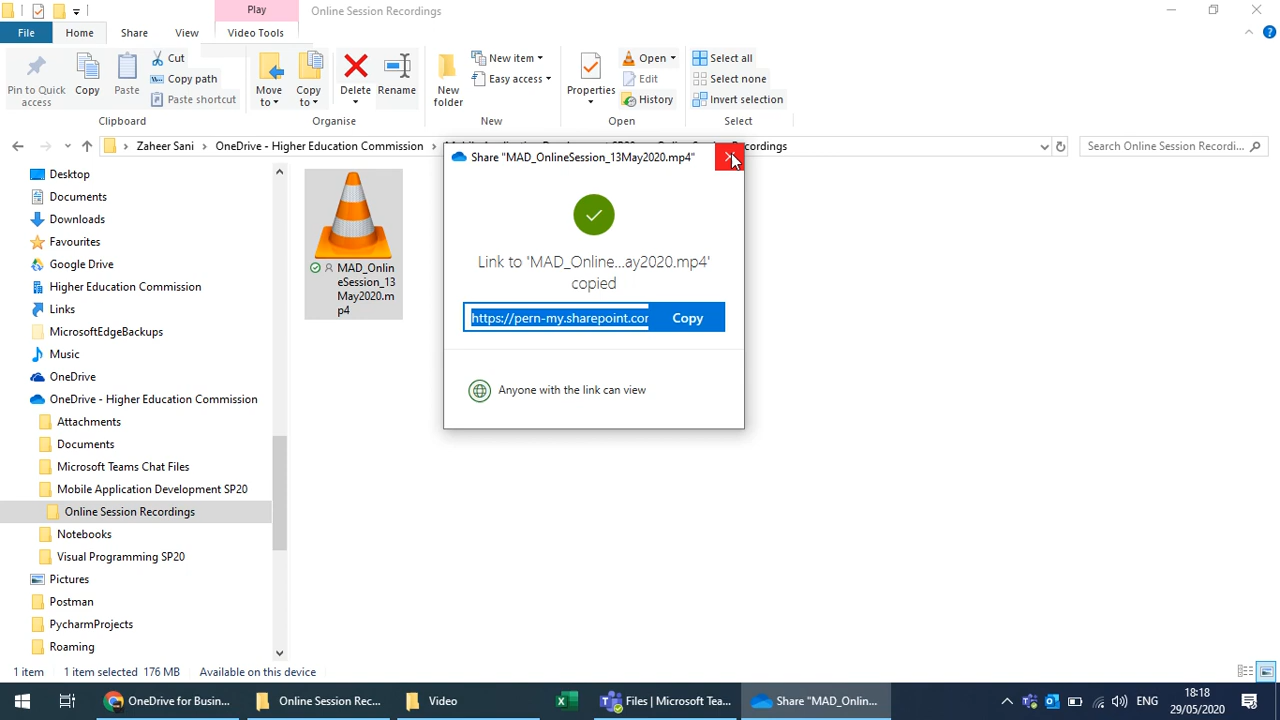 Play
Online Session Recordings
File
Home
Share
View
Video Tools
Pin to Quick
access
Copy
Paste
Cut
Copy path
Paste shortcut
Move
to
Copy
to
Delete
Rename
New
folder
New item
Easy access
Properties
Open
Edit
History
Select all
Select none
Invert selection
Clipboard
Organise
New
Open
Select
Zaheer Sani
OneDrive - Higher Education Commission
Search Online Session Recordi...
Desktop
Documents
Downloads
Favourites
Google Drive
Higher Education Commission
Links
MicrosoftEdgeBackups
Music
OneDrive
OneDrive - Higher Education Commission
Attachments
Documents
Microsoft Teams Chat Files
Mobile Application Development SP20
Online Session Recordings
Notebooks
Visual Programming SP20
Pictures
Postman
PycharmProjects
Roaming
MAD_Onlin
eSession_13
May2020.m
p4
Share "MAD_OnlineSession_13May2020.mp4"
Link to 'MAD_Online...ay2020.mp4'
copied
https://pern-my.sharepoint.co
Copy
Anyone with the link can view
1 item
1 item selected 176 MB
Available on this device
OneDrive for Busin...
Online Session Rec...
Video
Files | Microsoft Tea...
Share "MAD_Onlin...
ENG
18:18
29/05/2020